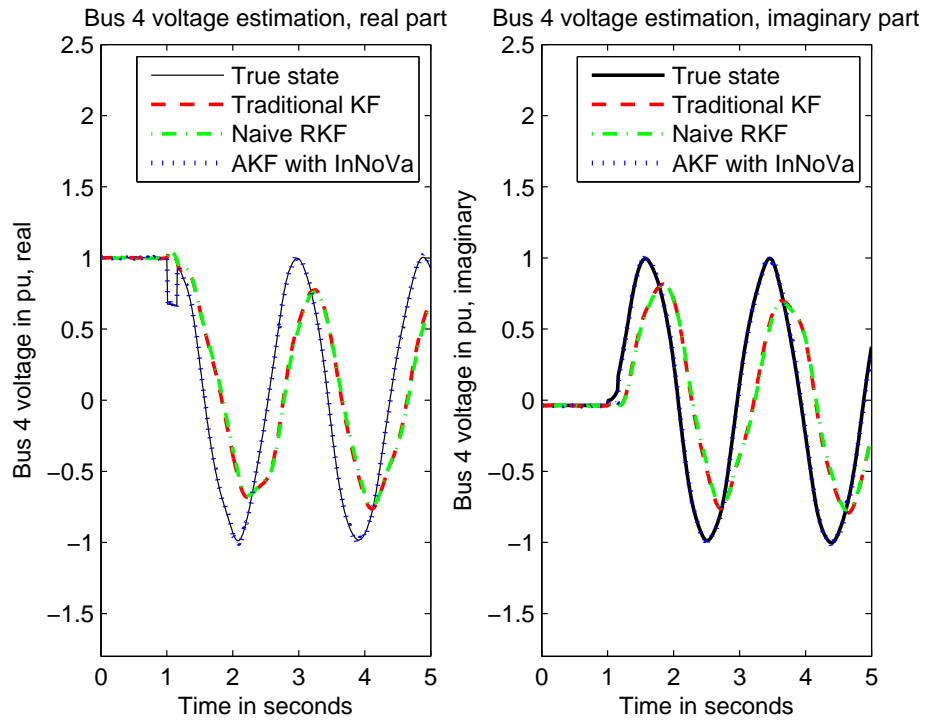 Bus 4 voltage estimation, real part
2.5
2
1.5
1
0.5
0
−0.5
−1
−1.5
0
1
2
3
4
5
Bus 4 voltage in pu, real
Time in seconds
True state
Traditional KF
Naive RKF
AKF with InNoVa
Bus 4 voltage estimation, imaginary part
2.5
2
1.5
1
0.5
0
−0.5
−1
−1.5
0
1
2
3
4
5
Bus 4 voltage in pu, imaginary
Time in seconds
True state
Traditional KF
Naive RKF
AKF with InNoVa